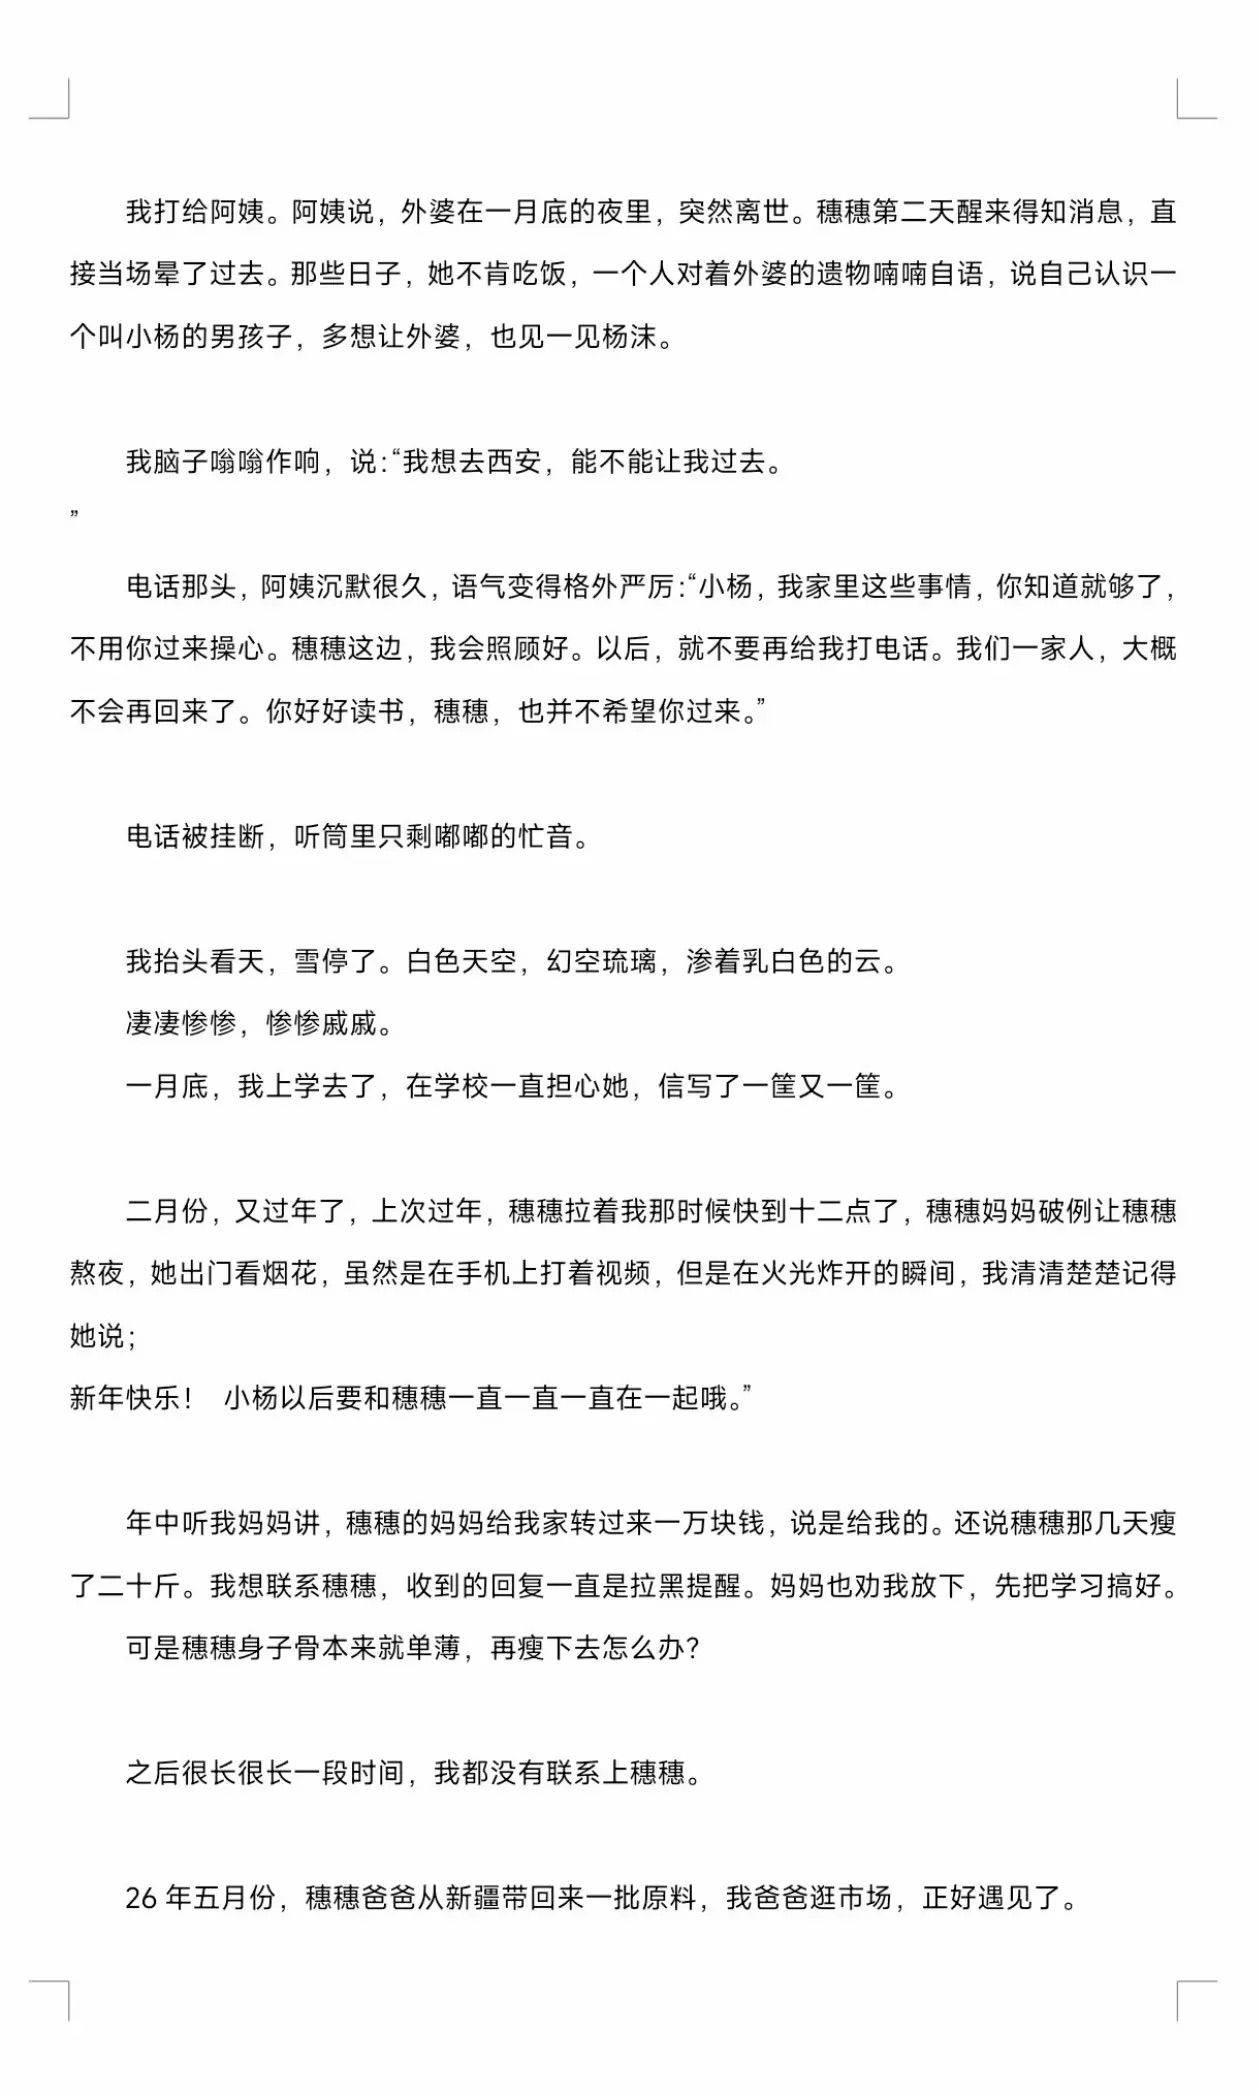 我打给阿姨。阿姨说，外婆在一月底的夜里，突然离世。穗穗第二天醒来得知消息，直
接当场晕了过去。那些日子，她不肯吃饭，一个人对着外婆的遗物喃喃自语，说自己认识一
个叫小杨的男孩子，多想让外婆，也见一见杨沫。
我脑子嗡嗡作响，说：“我想去西安，能不能让我过去。
”
电话那头，阿姨沉默很久，语气变得格外严厉：“小杨，我家里这些事情，你知道就够了，
不用你过来操心。穗穗这边，我会照顾好。以后，就不要再给我打电话。我们一家人，大概
不会再回来了。你好好读书，穗穗，也并不希望你过来。”
电话被挂断，听筒里只剩嘟嘟的忙音。
我抬头看天，雪停了。白色天空，幻空琉璃，渗着乳白色的云。
凄凄惨惨，惨惨戚戚。
一月底，我上学去了，在学校一直担心她，信写了一筐又一筐。
二月份，又过年了，上次过年，穗穗拉着我那时候快到十二点了，穗穗妈妈破例让穗穗
熬夜，她出门看烟花，虽然是在手机上打着视频，但是在火光炸开的瞬间，我清清楚楚记得
她说；
新年快乐！ 小杨以后要和穗穗一直一直一直在一起哦。”
年中听我妈妈讲，穗穗的妈妈给我家转过来一万块钱，说是给我的。还说穗穗那几天瘦
了二十斤。我想联系穗穗，收到的回复一直是拉黑提醒。妈妈也劝我放下，先把学习搞好。
可是穗穗身子骨本来就单薄，再瘦下去怎么办？
之后很长很长一段时间，我都没有联系上穗穗。
26 年五月份，穗穗爸爸从新疆带回来一批原料，我爸爸逛市场，正好遇见了。